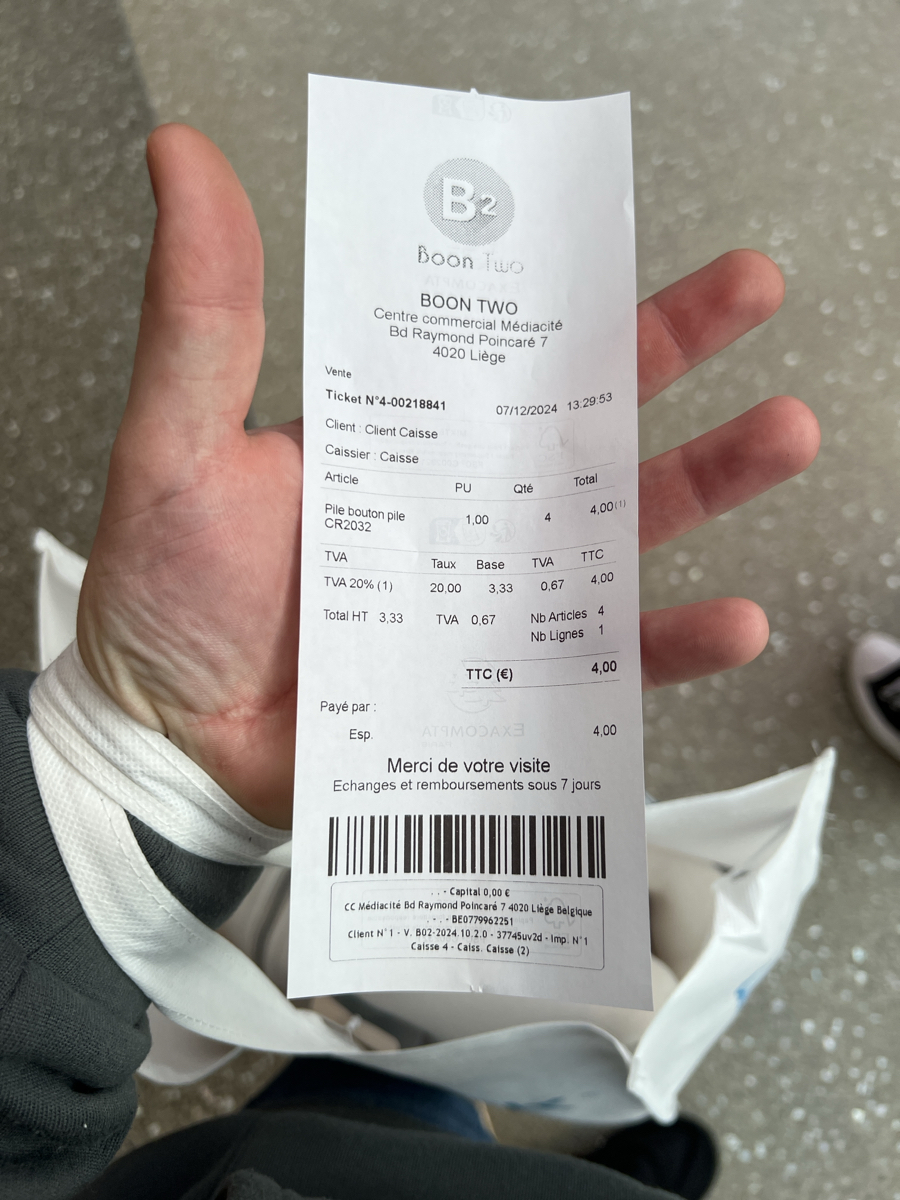 B2
Boon Two
BOON TWO
Centre commercial Médiacité
Bd Raymond Poincaré 7
4020 Liège
Vente
Ticket N°4-00218841 07/12/2024 13:29:53
Client : Client Caisse
Caissier : Caisse
Article PU Qté Total
Pile bouton pile 1,00 4 4,00(1)
CR2032
TVA Taux Base TVA TTC
TVA 20% (1) 20,00 3,33 0,67 4,00
Total HT 3,33 TVA 0,67 Nb Articles 4
Nb Lignes 1
TTC (€) 4,00
Payé par :
EXACOMPTA
Esp. 4,00
Merci de votre visite
Echanges et remboursements sous 7 jours
. . - Capital 0,00 €
CC Médiacité Bd Raymond Poincaré 7 4020 Liège Belgique
. - . - BE0779962251
Client N°1 - V. B02-2024.10.2.0 - 37745uv2d - Imp. N°1
Caisse 4 - Caiss. Caisse (2)